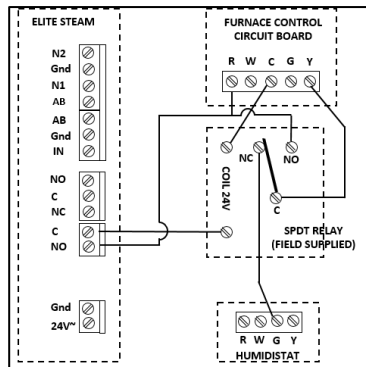 ELITE STEAM
FURNACE CONTROL
CIRCUIT BOARD
N2
Gnd
N1
AB
AB
Gnd
IN
R W C G Y
NO
C
NC
C
NO
NC
NO
COIL 24V
C
SPDT RELAY
(FIELD SUPPLIED)
Gnd
24V~
R W G Y
HUMIDISTAT